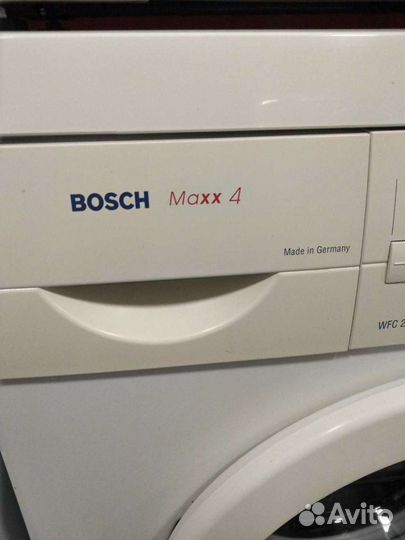 BOSCH Maxx 4
Made in Germany
WFC 2
Avito